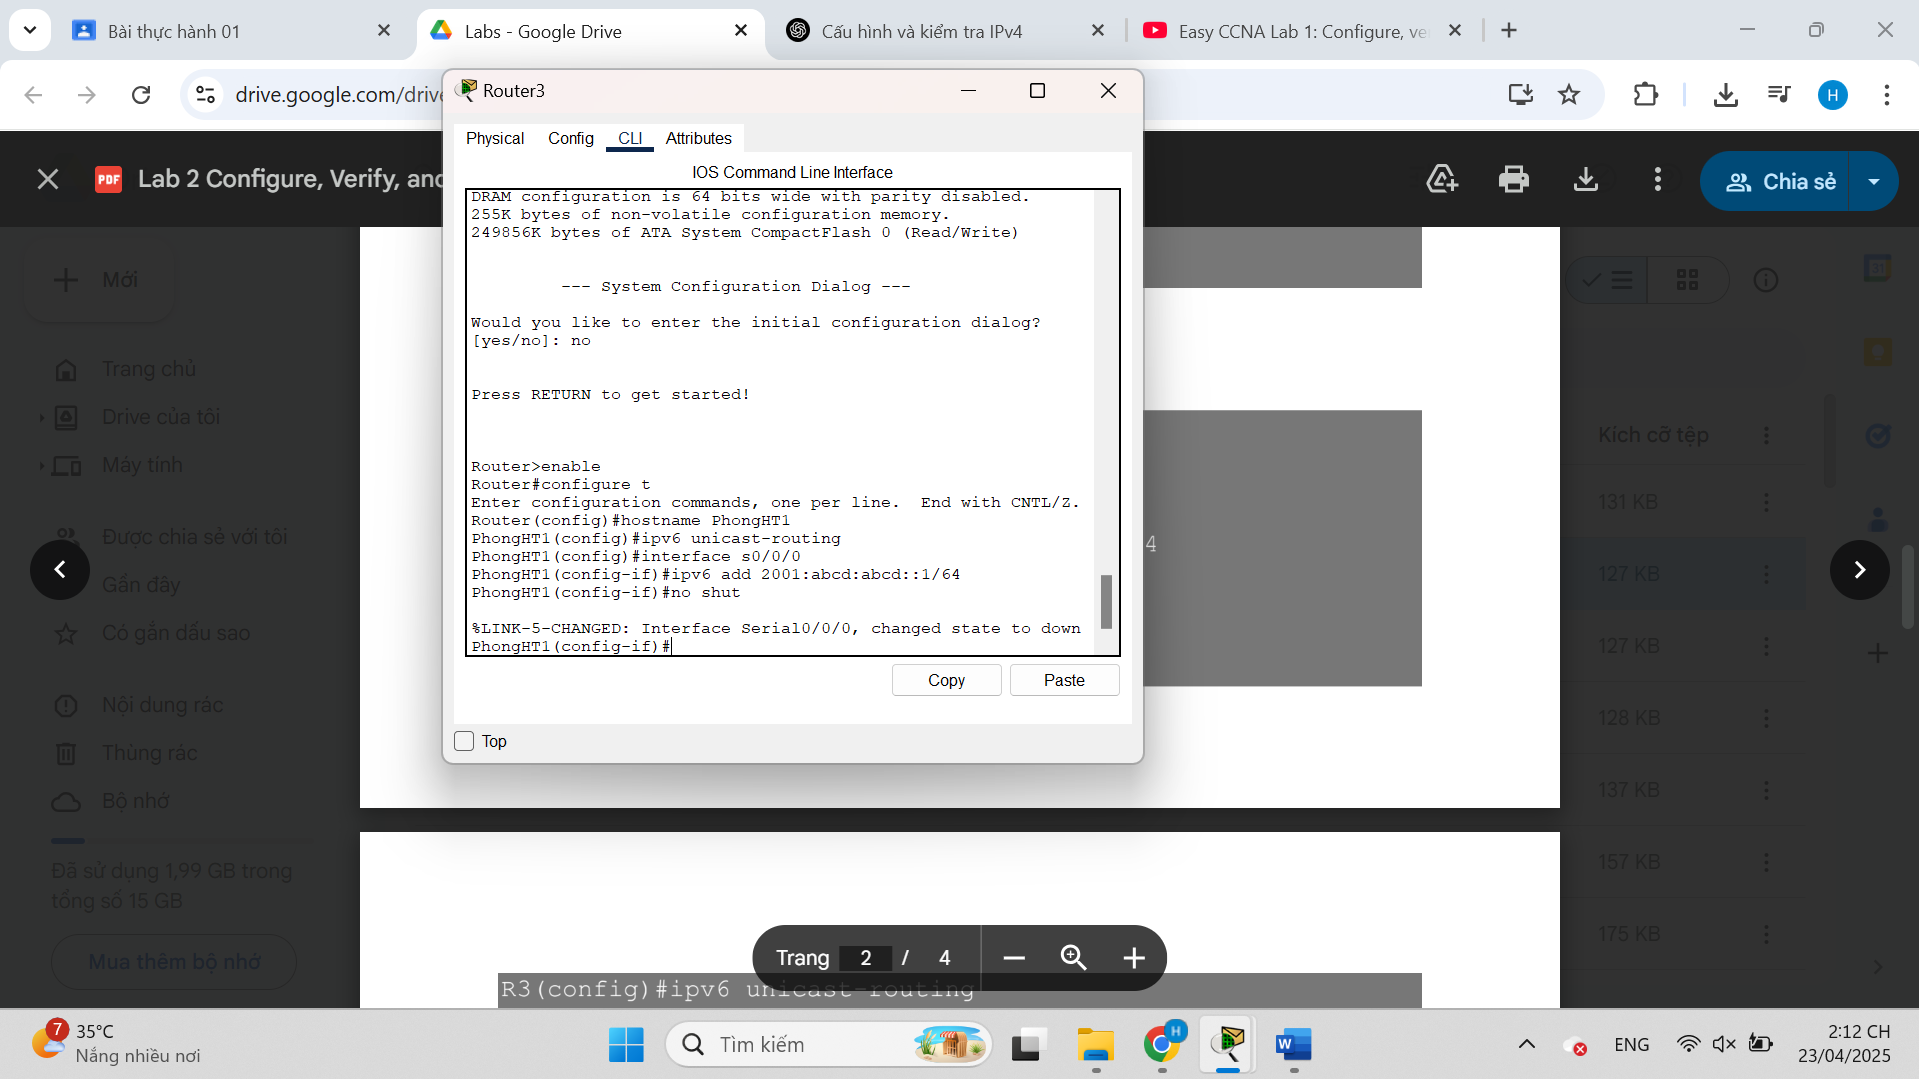 Bài thực hành 01
Labs - Google Drive
Cấu hình và kiểm tra IPv4
Easy CCNA Lab 1: Configure, ve
drive.google.com/drive
H
Router3
Physical
Config
CLI
Attributes
IOS Command Line Interface
DRAM configuration is 64 bits wide with parity disabled.
255K bytes of non-volatile configuration memory.
249856K bytes of ATA System CompactFlash 0 (Read/Write)
--- System Configuration Dialog ---
Would you like to enter the initial configuration dialog?
[yes/no]: no
Press RETURN to get started!
Router>enable
Router#configure t
Enter configuration commands, one per line.  End with CNTL/Z.
Router(config)#hostname PhongHT1
PhongHT1(config)#ipv6 unicast-routing
PhongHT1(config)#interface s0/0/0
PhongHT1(config-if)#ipv6 add 2001:abcd:abcd::1/64
PhongHT1(config-if)#no shut
%LINK-5-CHANGED: Interface Serial0/0/0, changed state to down
PhongHT1(config-if)#
Copy
Paste
Top
PDF
Lab 2 Configure, Verify, and
Chia sẻ
Mới
Trang chủ
Drive của tôi
Máy tính
Được chia sẻ với tôi
Gần đây
Có gắn dấu sao
Nội dung rác
Thùng rác
Bộ nhớ
Đã sử dụng 1,99 GB trong
tổng số 15 GB
Mua thêm bộ nhớ
4
31
Kích cỡ tệp
131 KB
127 KB
127 KB
128 KB
137 KB
157 KB
175 KB
Trang
2
/
4
R3(config)#ipv6 unicast-routing
7
35°C
Nắng nhiều nơi
Tìm kiếm
H
W
ENG
2:12 CH
23/04/2025